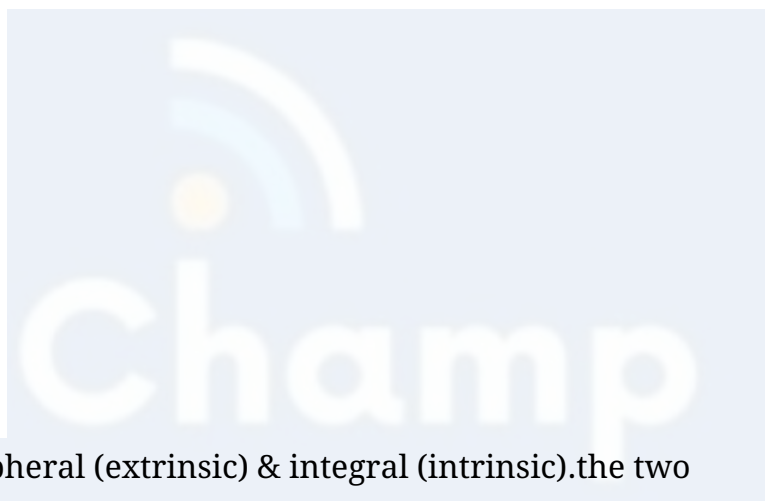 Champ
pheral (extrinsic) & integral (intrinsic).the two